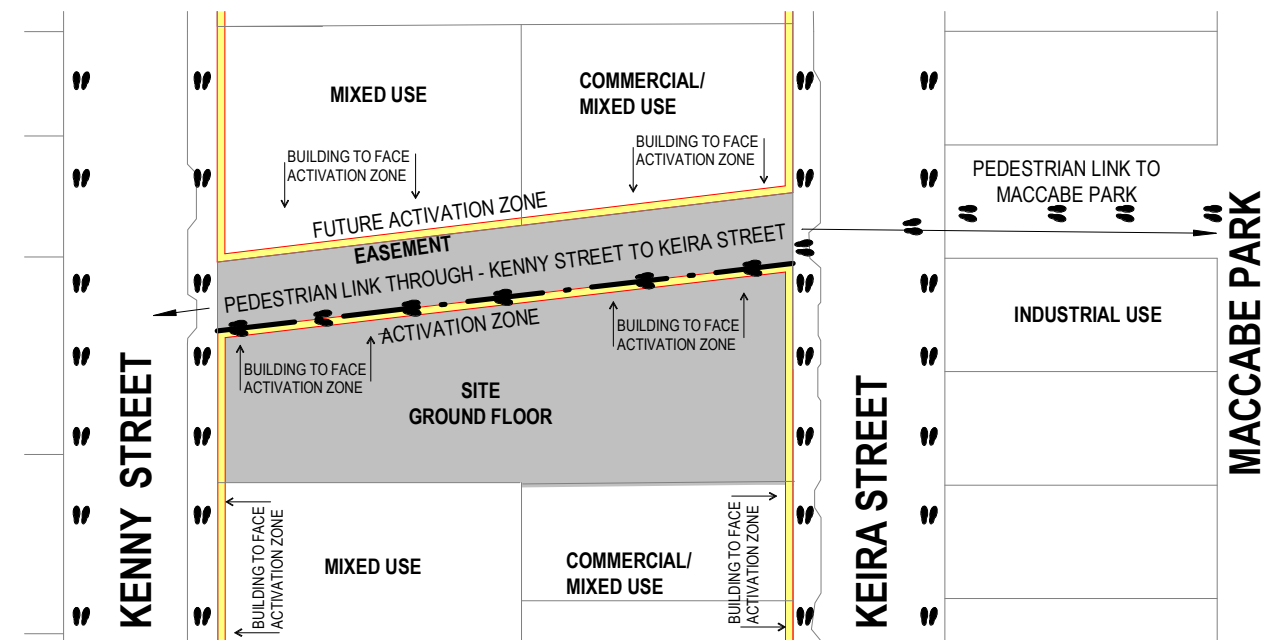 MIXED USE
COMMERCIAL/
MIXED USE
BUILDING TO FACE
ACTIVATION ZONE
BUILDING TO FACE
ACTIVATION ZONE
PEDESTRIAN LINK TO
MACCABE PARK
FUTURE ACTIVATION ZONE
EASEMENT
PEDESTRIAN LINK THROUGH - KENNY STREET TO KEIRA STREET
ACTIVATION ZONE
BUILDING TO FACE
ACTIVATION ZONE
BUILDING TO FACE
ACTIVATION ZONE
SITE
GROUND FLOOR
INDUSTRIAL USE
KENNY STREET
KEIRA STREET
MACCABE PARK
BUILDING TO FACE
ACTIVATION ZONE
MIXED USE
COMMERCIAL/
MIXED USE
BUILDING TO FACE
ACTIVATION ZONE